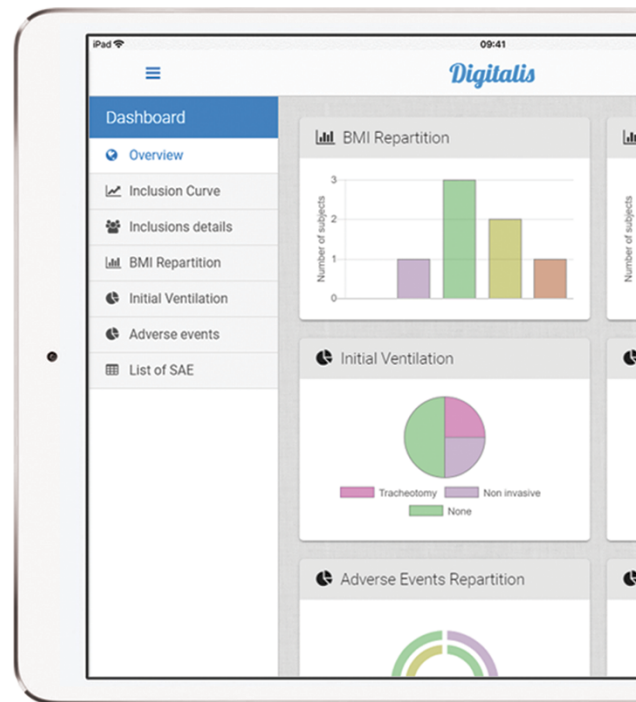 iPad
09:41
Digitalis
Dashboard
Overview
Inclusion Curve
Inclusions details
BMI Repartition
Initial Ventilation
Adverse events
List of SAE
BMI Repartition
Number of subjects
3
2
1
0
Number of subjects
Initial Ventilation
Tracheotomy
Non invasive
None
Adverse Events Repartition